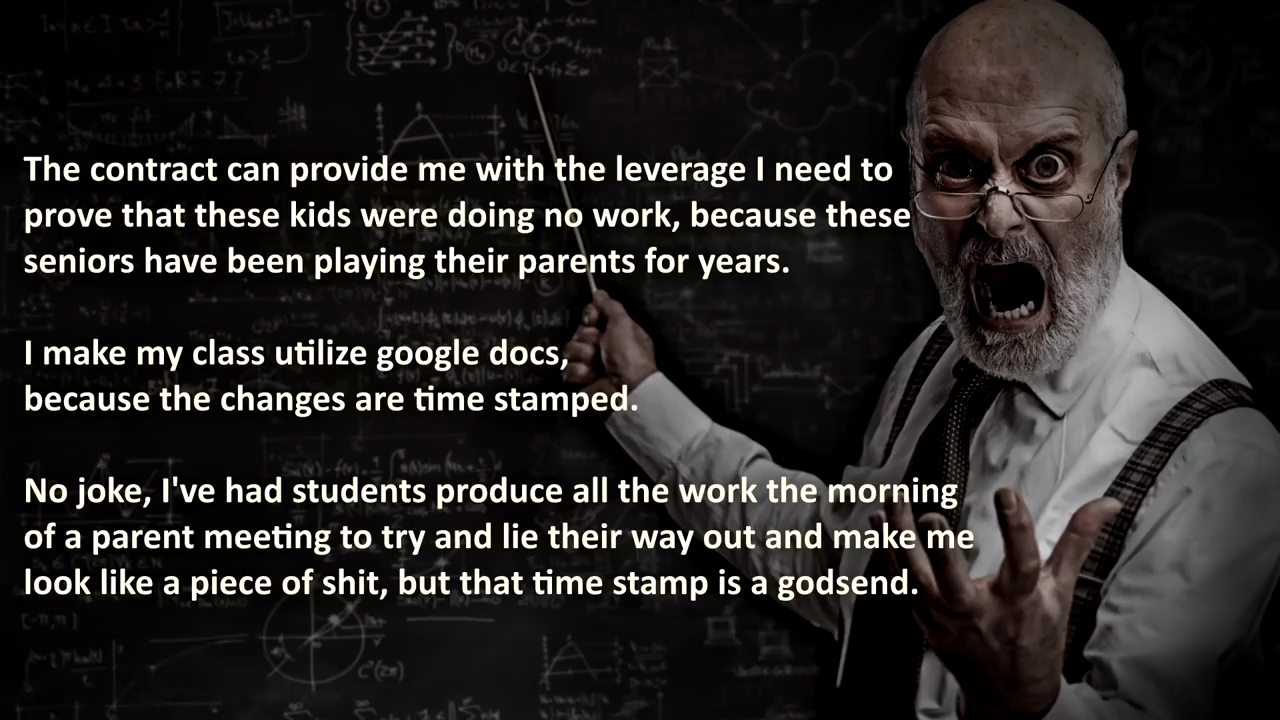 The contract can provide me with the leverage I need to
prove that these kids were doing no work, because these
seniors have been playing their parents for years.
I make my class utilize google docs,
because the changes are time stamped.
No joke, I've had students produce all the work the morning
of a parent meeting to try and lie their way out and make me
look like a piece of shit, but that time stamp is a godsend.